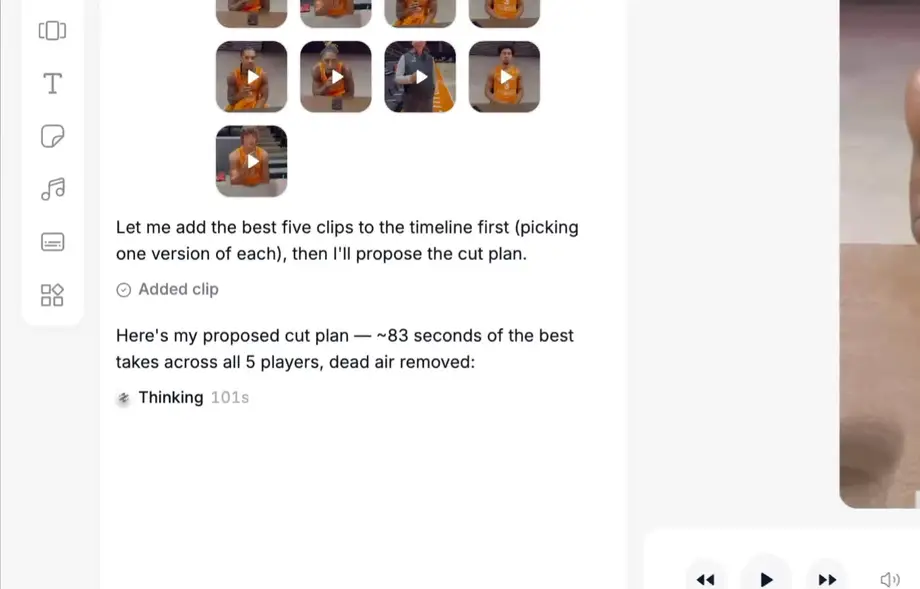 Let me add the best five clips to the timeline first (picking
one version of each), then I'll propose the cut plan.
Added clip
Here's my proposed cut plan — ~83 seconds of the best
takes across all 5 players, dead air removed:
Thinking 101s